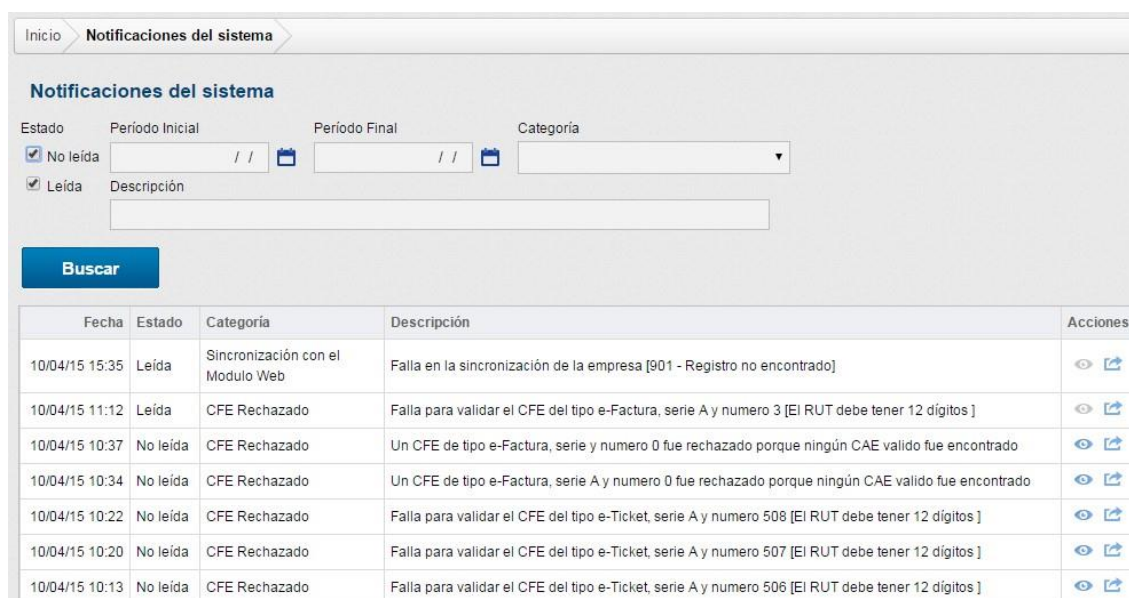 Inicio Notificaciones del sistema
Notificaciones del sistema
Estado Período Inicial Período Final Categoría
No leída / / / /
Leída Descripción
Buscar
Fecha Estado Categoría Descripción Acciones
10/04/15 15:35 Leída Sincronización con el Modulo Web Falla en la sincronización de la empresa [901 - Registro no encontrado]
10/04/15 11:12 Leída CFE Rechazado Falla para validar el CFE del tipo e-Factura, serie A y numero 3 [El RUT debe tener 12 dígitos ]
10/04/15 10:37 No leída CFE Rechazado Un CFE de tipo e-Factura, serie y numero 0 fue rechazado porque ningún CAE valido fue encontrado
10/04/15 10:34 No leída CFE Rechazado Un CFE de tipo e-Factura, serie A y numero 0 fue rechazado porque ningún CAE valido fue encontrado
10/04/15 10:22 No leída CFE Rechazado Falla para validar el CFE del tipo e-Ticket, serie A y numero 508 [El RUT debe tener 12 dígitos ]
10/04/15 10:20 No leída CFE Rechazado Falla para validar el CFE del tipo e-Ticket, serie A y numero 507 [El RUT debe tener 12 dígitos ]
10/04/15 10:13 No leída CFE Rechazado Falla para validar el CFE del tipo e-Ticket, serie A y numero 506 [El RUT debe tener 12 dígitos ]